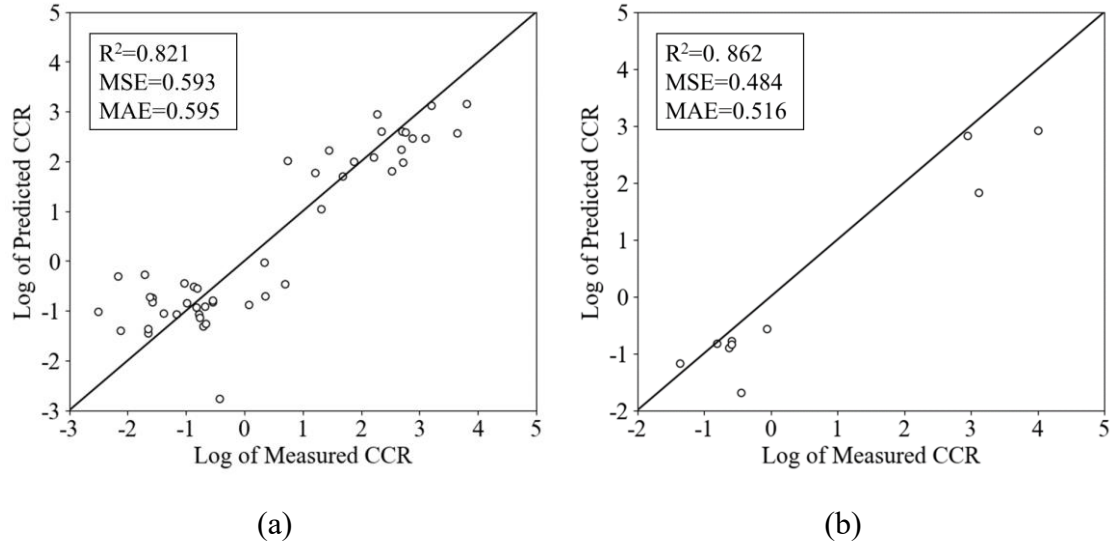 R²=0.821
MSE=0.593
MAE=0.595
5
4
3
2
1
0
-1
-2
-3
Log of Predicted CCR
-3 -2 -1 0 1 2 3 4 5
Log of Measured CCR
(a)
R²=0. 862
MSE=0.484
MAE=0.516
5
4
3
2
1
0
-1
-2
Log of Predicted CCR
-2 -1 0 1 2 3 4 5
Log of Measured CCR
(b)